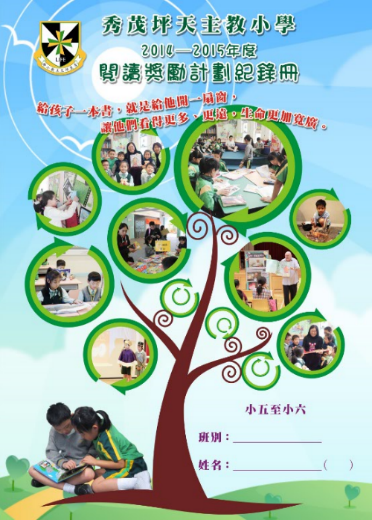 秀茂坪天主教小學
2014—2015年度
閱讀獎勵計劃紀錄冊
給孩子一本書，就是給他開一扇窗，
讓他們看得更多、更遠，生命更加寬廣。
小五至小六
班別：
姓名：（ ）